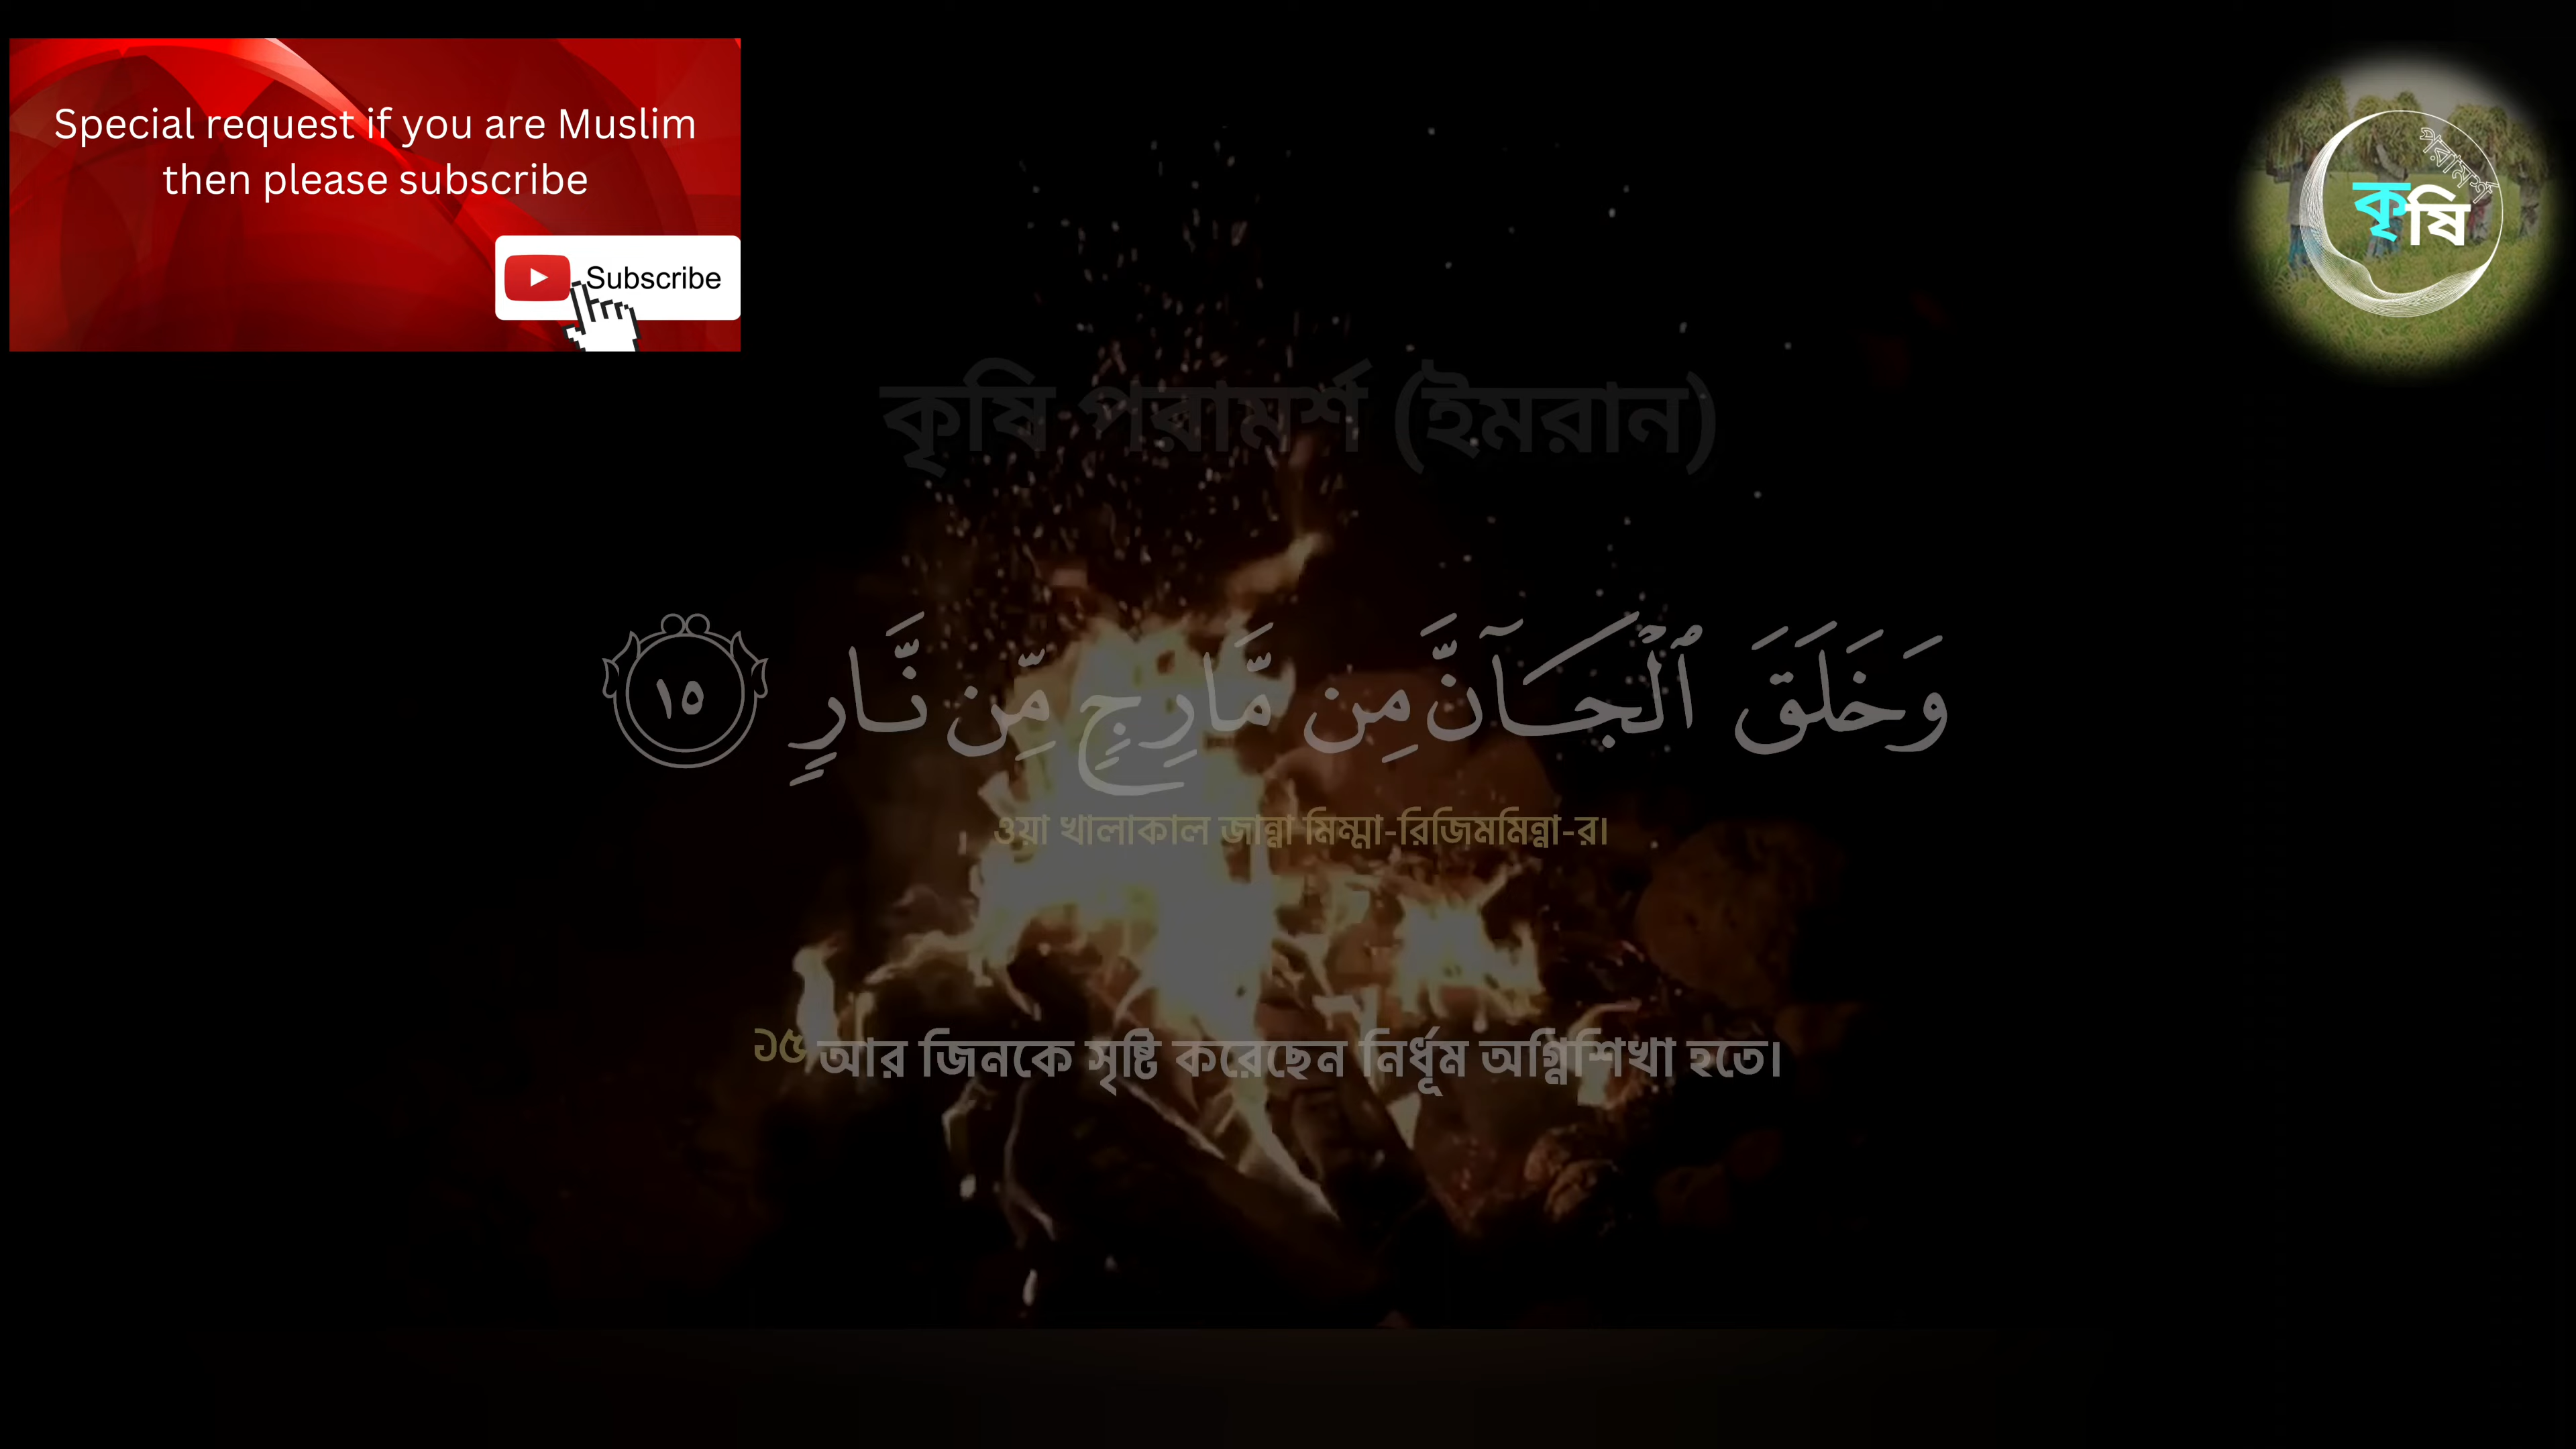 Special request if you are Muslim
then please subscribe
Subscribe
পরামর্শ
কৃষি
কৃষি পরামর্শ (ইমরান)
وَخَلَقَ ٱلْجَآنَّ مِن مَّارِجٍ مِّن نَّارٍ ١٥
ওয়া খালাকাল জান্না মিম্মা-রিজিমমিন্না-র।
১৫ আর জিনকে সৃষ্টি করেছেন নির্ধূম অগ্নিশিখা হতে।